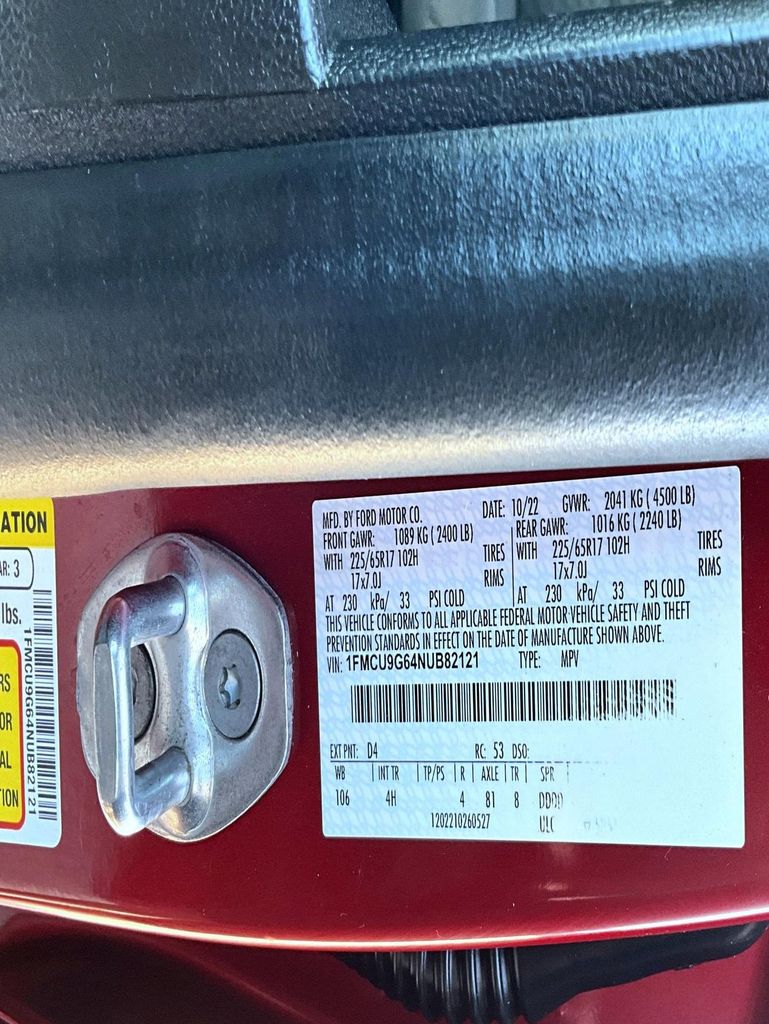 ATION
AR: 3
lbs.
1FMCU9G64NUB82121
RS
OR
AL
ION
MFD. BY FORD MOTOR CO. DATE: 10/22 GVWR: 2041 KG ( 4500 LB)
FRONT GAWR: 1089 KG ( 2400 LB) REAR GAWR: 1016 KG ( 2240 LB)
WITH 225/65R17 102H TIRES WITH 225/65R17 102H TIRES
17x7.0J RIMS 17x7.0J RIMS
AT 230 kPa/ 33 PSI COLD AT 230 kPa/ 33 PSI COLD
THIS VEHICLE CONFORMS TO ALL APPLICABLE FEDERAL MOTOR VEHICLE SAFETY AND THEFT
PREVENTION STANDARDS IN EFFECT ON THE DATE OF MANUFACTURE SHOWN ABOVE.
VIN: 1FMCU9G64NUB82121 TYPE: MPV
EXT PNT: D4 RC: 53 DSO:
WB INT TR TP/PS R AXLE TR SPR
106 4H 4 81 8 DDDD
1202210260527 ULC